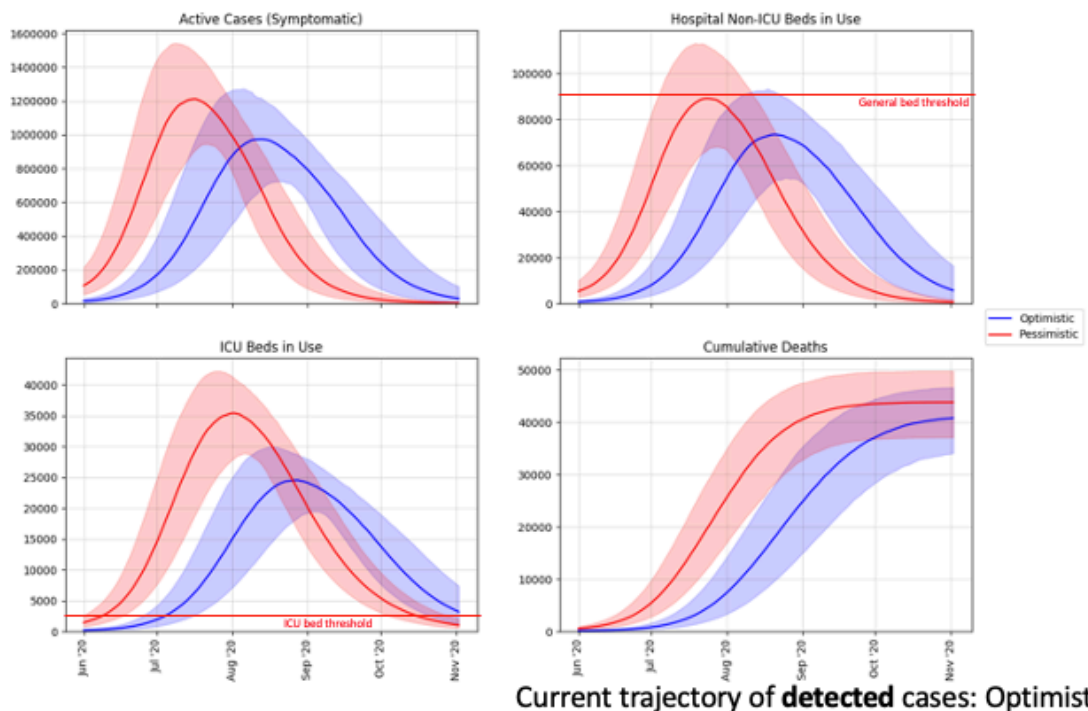 Active Cases (Symptomatic)
1600000
1400000
1200000
1000000
800000
600000
400000
200000
0
Hospital Non-ICU Beds in Use
100000
80000
60000
40000
20000
0
General bed threshold
Optimistic
Pessimistic
ICU Beds in Use
40000
35000
30000
25000
20000
15000
10000
5000
0
ICU bed threshold
Jun '20
Jul '20
Aug '20
Sep '20
Oct '20
Nov '20
Cumulative Deaths
50000
40000
30000
20000
10000
0
Jun '20
Jul '20
Aug '20
Sep '20
Oct '20
Nov '20
Current trajectory of detected cases: Optimist